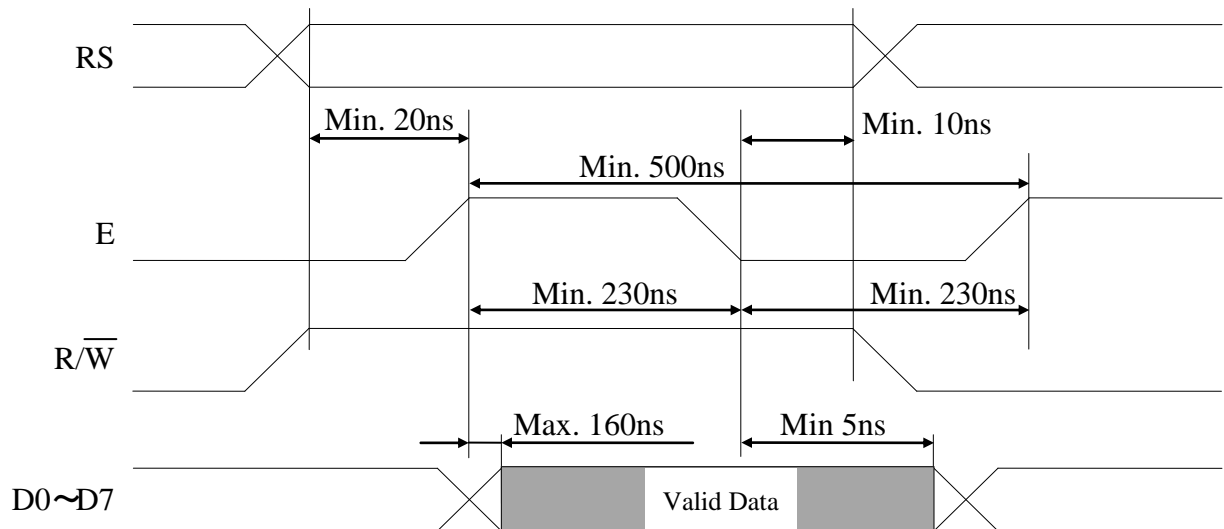 RS
Min. 20ns
Min. 10ns
Min. 500ns
E
Min. 230ns
Min. 230ns
R/W̅
Max. 160ns
Min 5ns
D0~D7
Valid Data